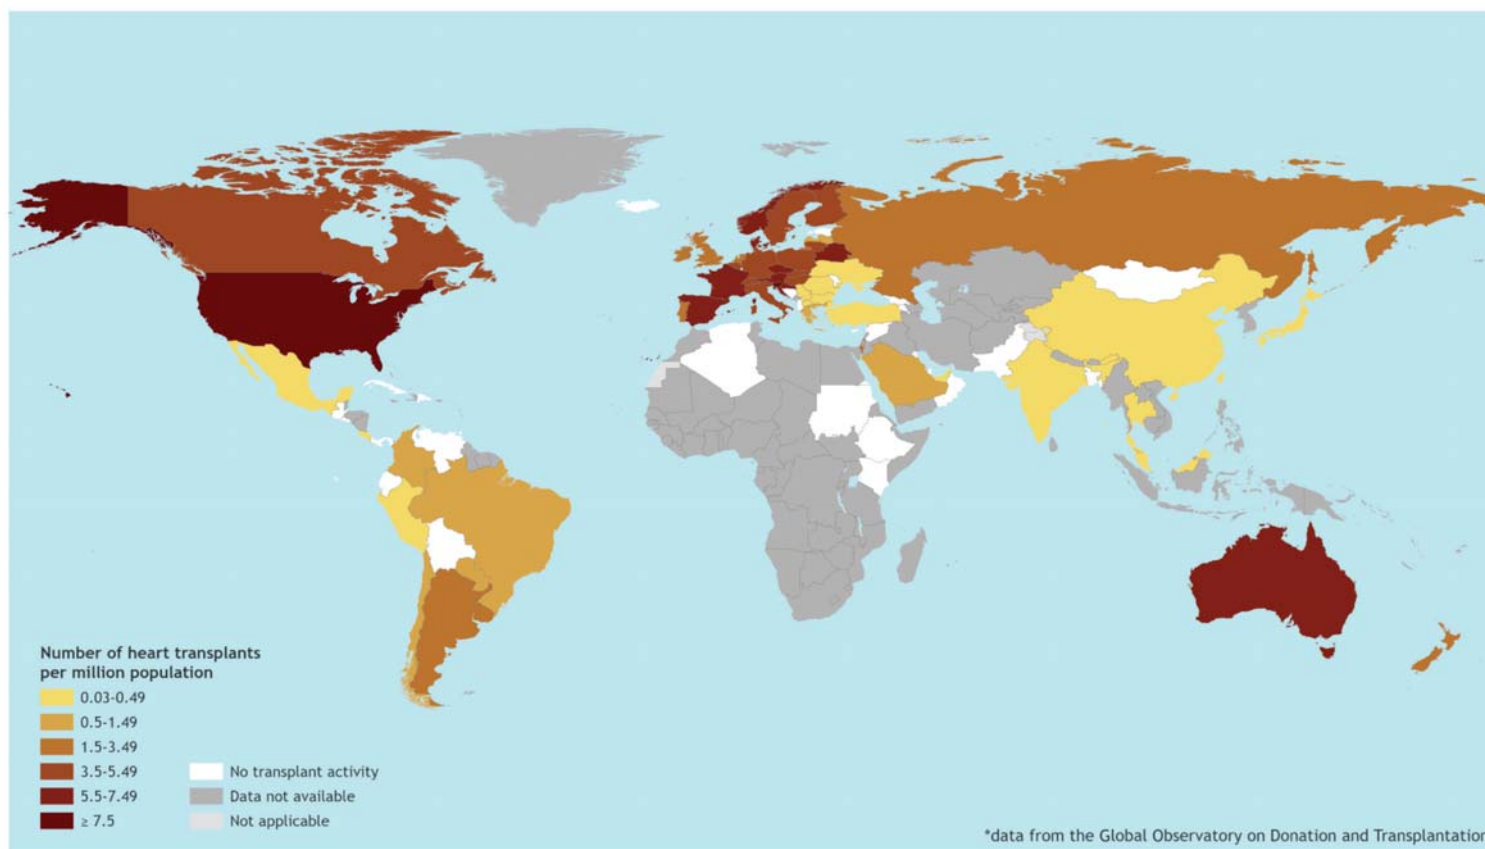 Number of heart transplants
per million population
0.03-0.49
0.5-1.49
1.5-3.49
3.5-5.49
5.5-7.49
≥ 7.5
No transplant activity
Data not available
Not applicable
*data from the Global Observatory on Donation and Transplantation